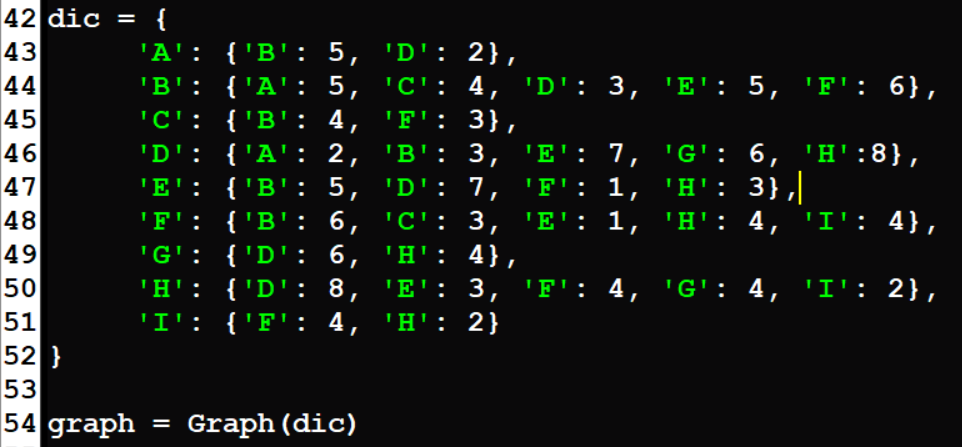 42 dic = {
43      'A': {'B': 5, 'D': 2},
44      'B': {'A': 5, 'C': 4, 'D': 3, 'E': 5, 'F': 6},
45      'C': {'B': 4, 'F': 3},
46      'D': {'A': 2, 'B': 3, 'E': 7, 'G': 6, 'H':8},
47      'E': {'B': 5, 'D': 7, 'F': 1, 'H': 3},
48      'F': {'B': 6, 'C': 3, 'E': 1, 'H': 4, 'I': 4},
49      'G': {'D': 6, 'H': 4},
50      'H': {'D': 8, 'E': 3, 'F': 4, 'G': 4, 'I': 2},
51      'I': {'F': 4, 'H': 2}
52 }
53
54 graph = Graph(dic)